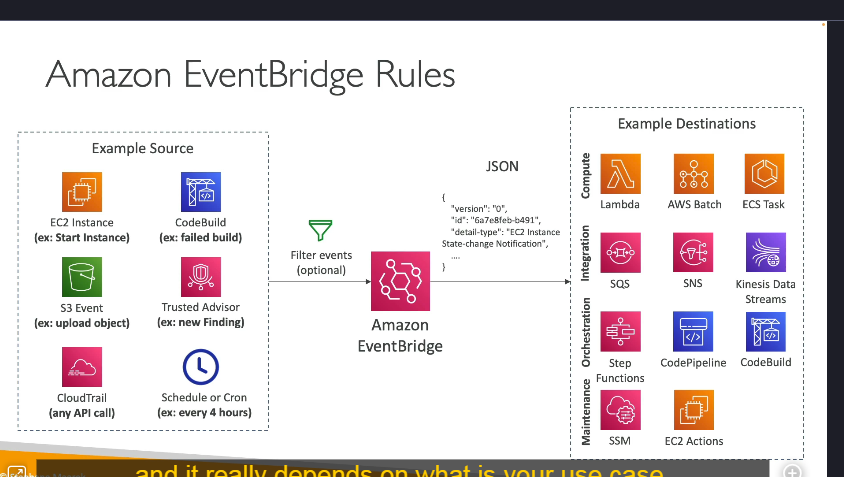 Amazon EventBridge Rules
Example Source
EC2 Instance
(ex: Start Instance)
CodeBuild
(ex: failed build)
S3 Event
(ex: upload object)
Trusted Advisor
(ex: new Finding)
CloudTrail
(any API call)
Schedule or Cron
(ex: every 4 hours)
Filter events
(optional)
Amazon
EventBridge
JSON
{
"version": "0",
"id": "6a7e8feb-b491",
"detail-type": "EC2 Instance
State-change Notification",
....
}
Example Destinations
Compute
Lambda
AWS Batch
ECS Task
Integration
SQS
SNS
Kinesis Data
Streams
Orchestration
Step
Functions
CodePipeline
CodeBuild
Maintenance
SSM
EC2 Actions
and it really depends on what is your use case